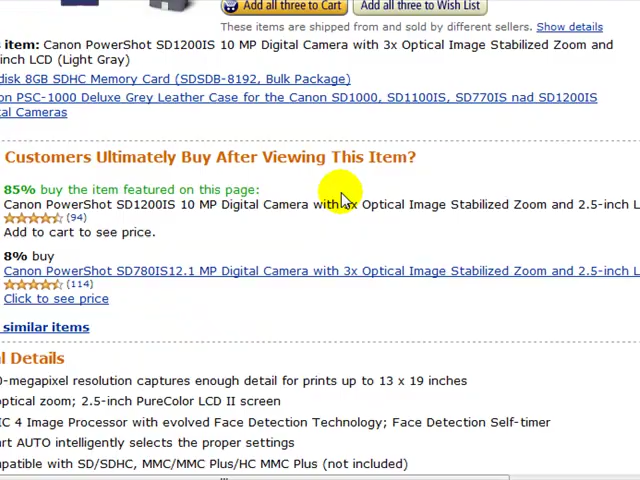 Add all three to Cart Add all three to Wish List
These items are shipped from and sold by different sellers. Show details
s item: Canon PowerShot SD1200IS 10 MP Digital Camera with 3x Optical Image Stabilized Zoom and
inch LCD (Light Gray)
disk 8GB SDHC Memory Card (SDSDB-8192, Bulk Package)
on PSC-1000 Deluxe Grey Leather Case for the Canon SD1000, SD1100IS, SD770IS nad SD1200IS
tal Cameras
Customers Ultimately Buy After Viewing This Item?
85% buy the item featured on this page:
Canon PowerShot SD1200IS 10 MP Digital Camera with 3x Optical Image Stabilized Zoom and 2.5-inch L
(94)
Add to cart to see price.
8% buy
Canon PowerShot SD780IS12.1 MP Digital Camera with 3x Optical Image Stabilized Zoom and 2.5-inch L
(114)
Click to see price
similar items
al Details
0-megapixel resolution captures enough detail for prints up to 13 x 19 inches
optical zoom; 2.5-inch PureColor LCD II screen
IC 4 Image Processor with evolved Face Detection Technology; Face Detection Self-timer
art AUTO intelligently selects the proper settings
mpatible with SD/SDHC, MMC/MMC Plus/HC MMC Plus (not included)